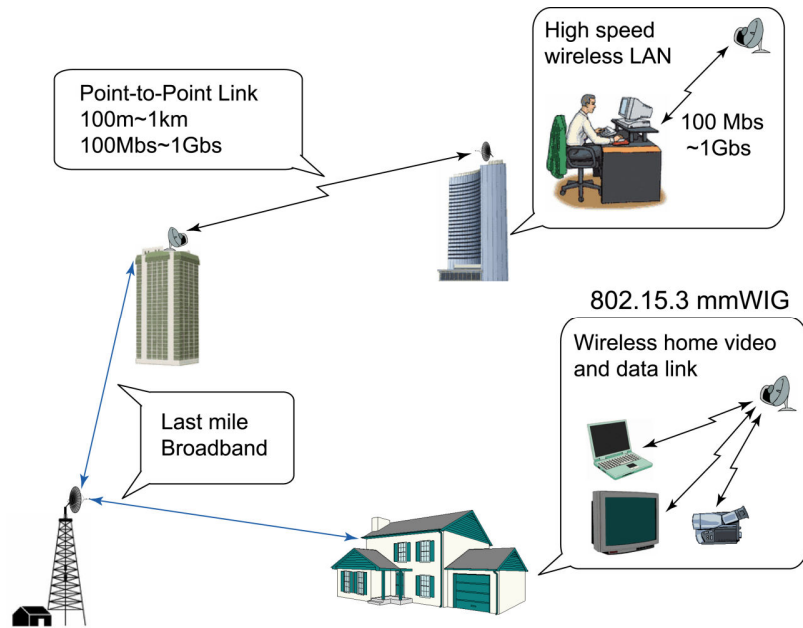 High speed
wireless LAN
100 Mbs
~1Gbs
Point-to-Point Link
100m~1km
100Mbs~1Gbs
802.15.3 mmWIG
Wireless home video
and data link
Last mile
Broadband